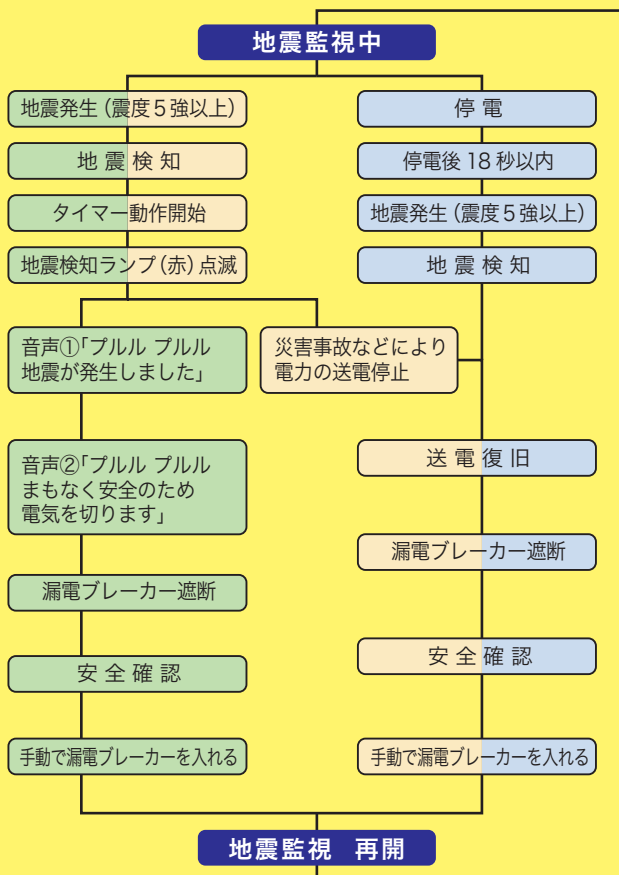 地震監視中
地震発生（震度５強以上）
地震検知
タイマー動作開始
地震検知ランプ（赤）点滅
音声①「プルル プルル
地震が発生しました」
音声②「プルル プルル
まもなく安全のため
電気を切ります」
漏電ブレーカー遮断
安全確認
手動で漏電ブレーカーを入れる
災害事故などにより
電力の送電停止
停電
停電後 18 秒以内
地震発生（震度５強以上）
地震検知
送電復旧
漏電ブレーカー遮断
安全確認
手動で漏電ブレーカーを入れる
地震監視　再開